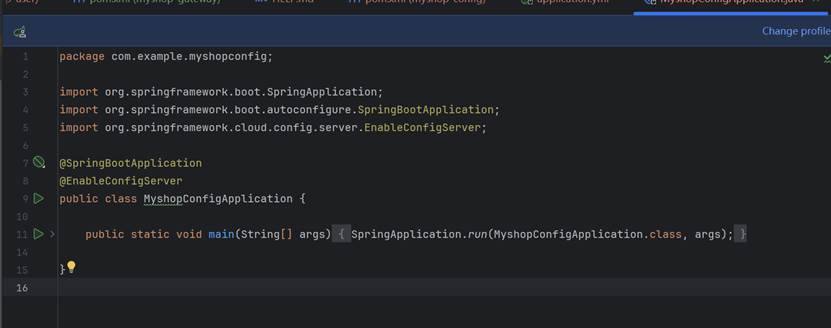 user) pom.xml (myshop-gateway) HELP.md pom.xml (myshop-config) application.yml MyshopConfigApplication.java
Change profile
1 package com.example.myshopconfig;
2
3 import org.springframework.boot.SpringApplication;
4 import org.springframework.boot.autoconfigure.SpringBootApplication;
5 import org.springframework.cloud.config.server.EnableConfigServer;
6
7 @SpringBootApplication
8 @EnableConfigServer
9 public class MyshopConfigApplication {
10
11 public static void main(String[] args) { SpringApplication.run(MyshopConfigApplication.class, args); }
14
15 }
16